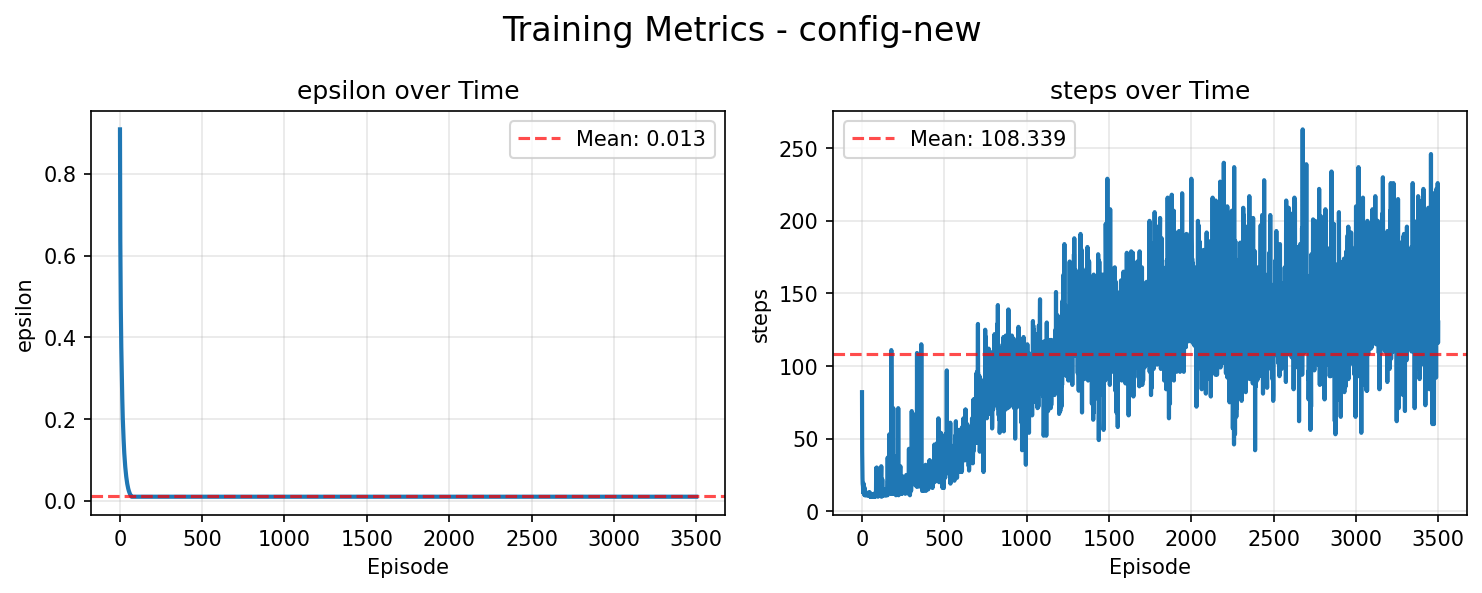 Training Metrics - config-new
epsilon over Time
Mean: 0.013
epsilon
0.8
0.6
0.4
0.2
0.0
0 500 1000 1500 2000 2500 3000 3500
Episode
steps over Time
Mean: 108.339
steps
250
200
150
100
50
0
0 500 1000 1500 2000 2500 3000 3500
Episode